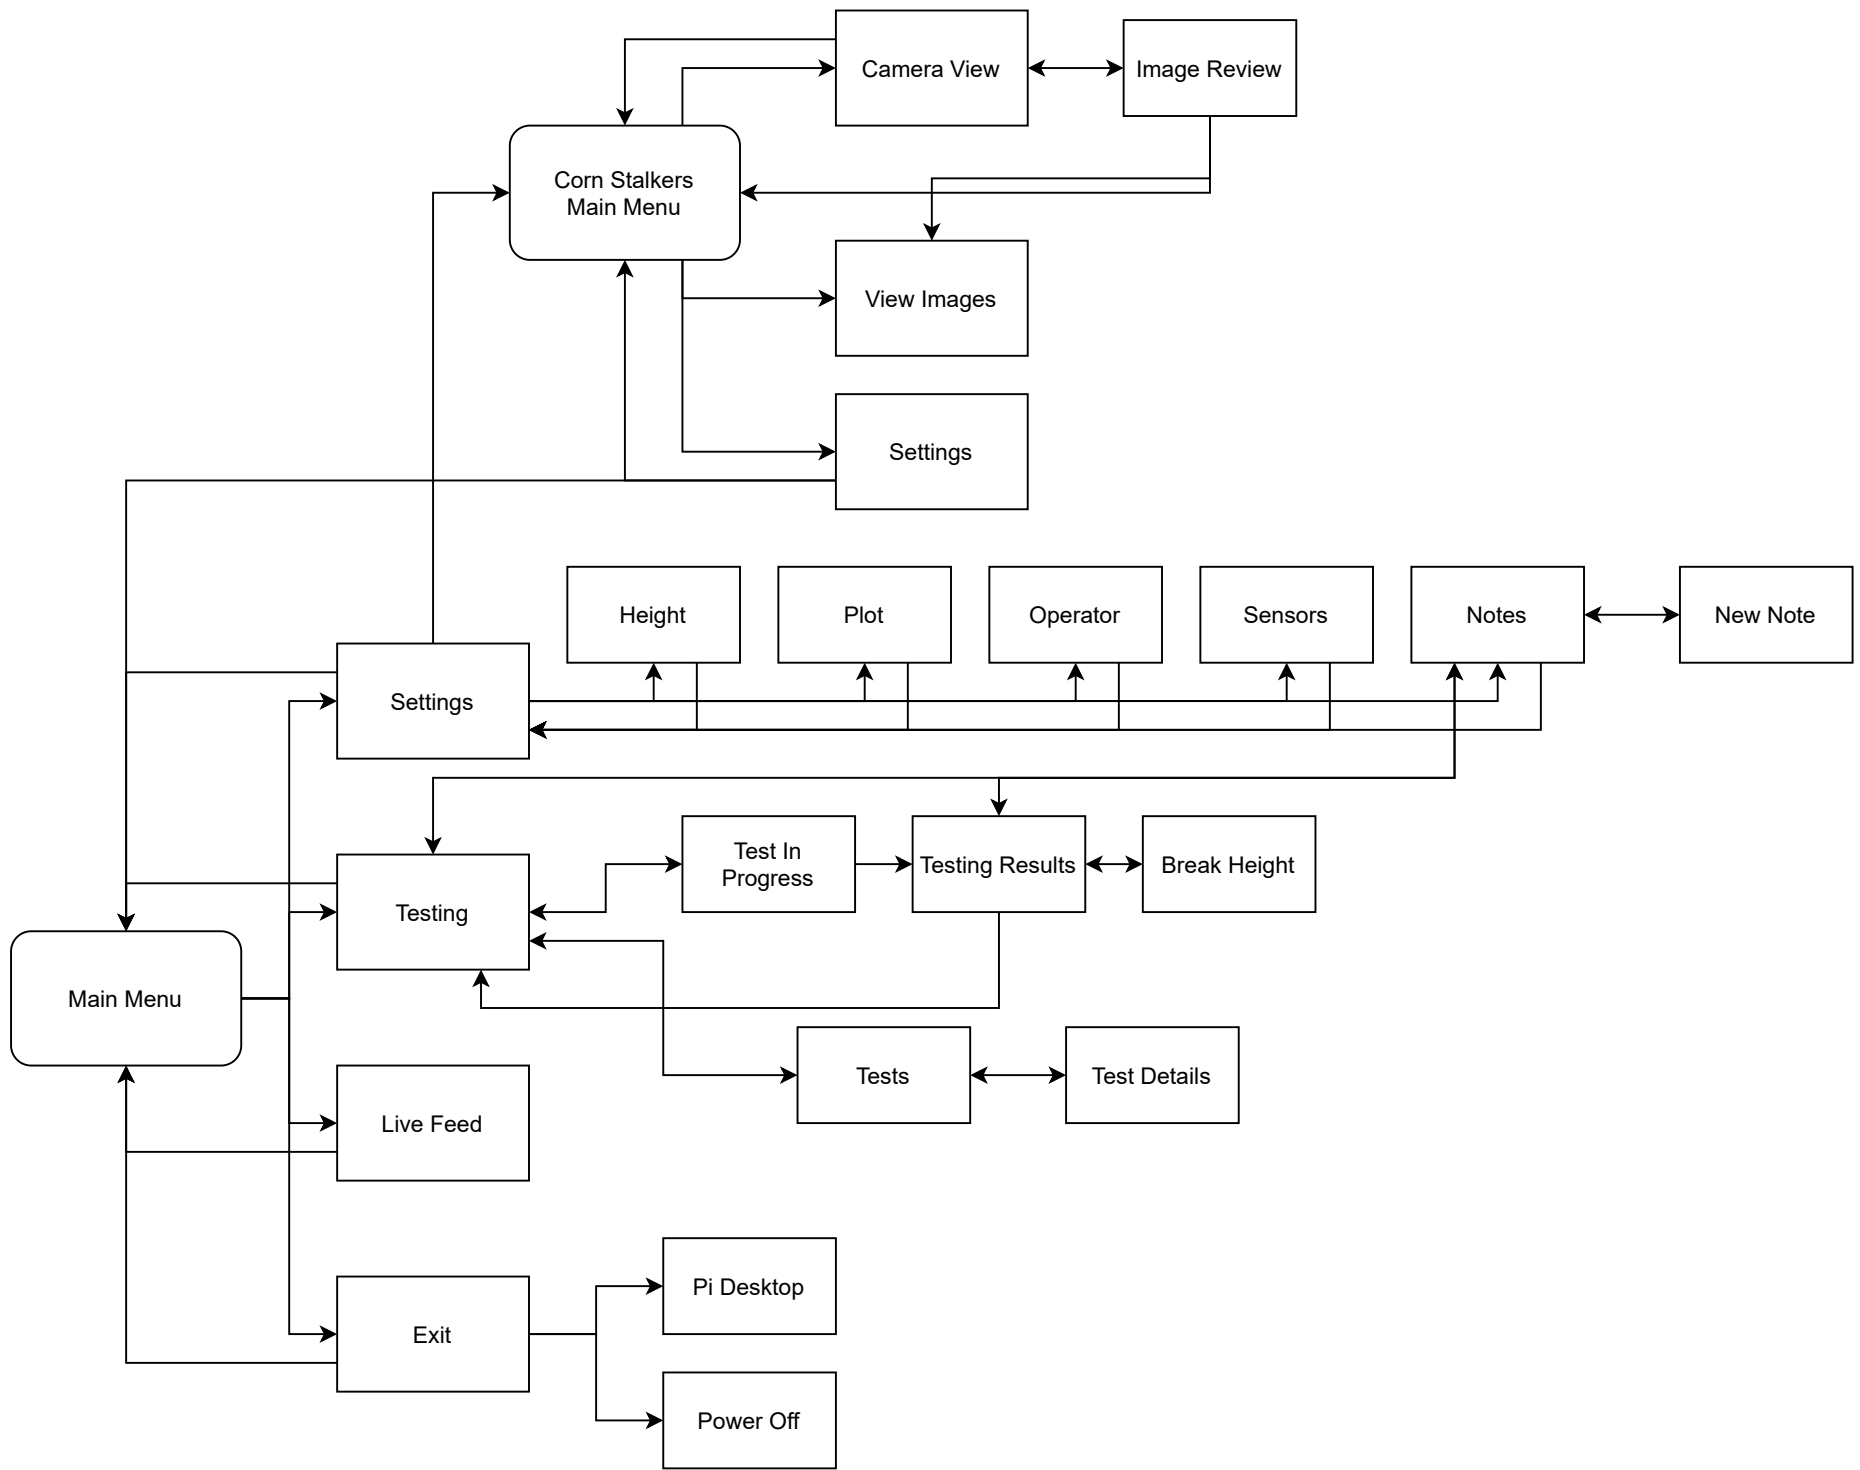 Camera View
Image Review
Corn Stalkers
Main Menu
View Images
Settings
Height
Plot
Operator
Sensors
Notes
New Note
Settings
Test In
Progress
Testing Results
Break Height
Testing
Main Menu
Tests
Test Details
Live Feed
Pi Desktop
Exit
Power Off